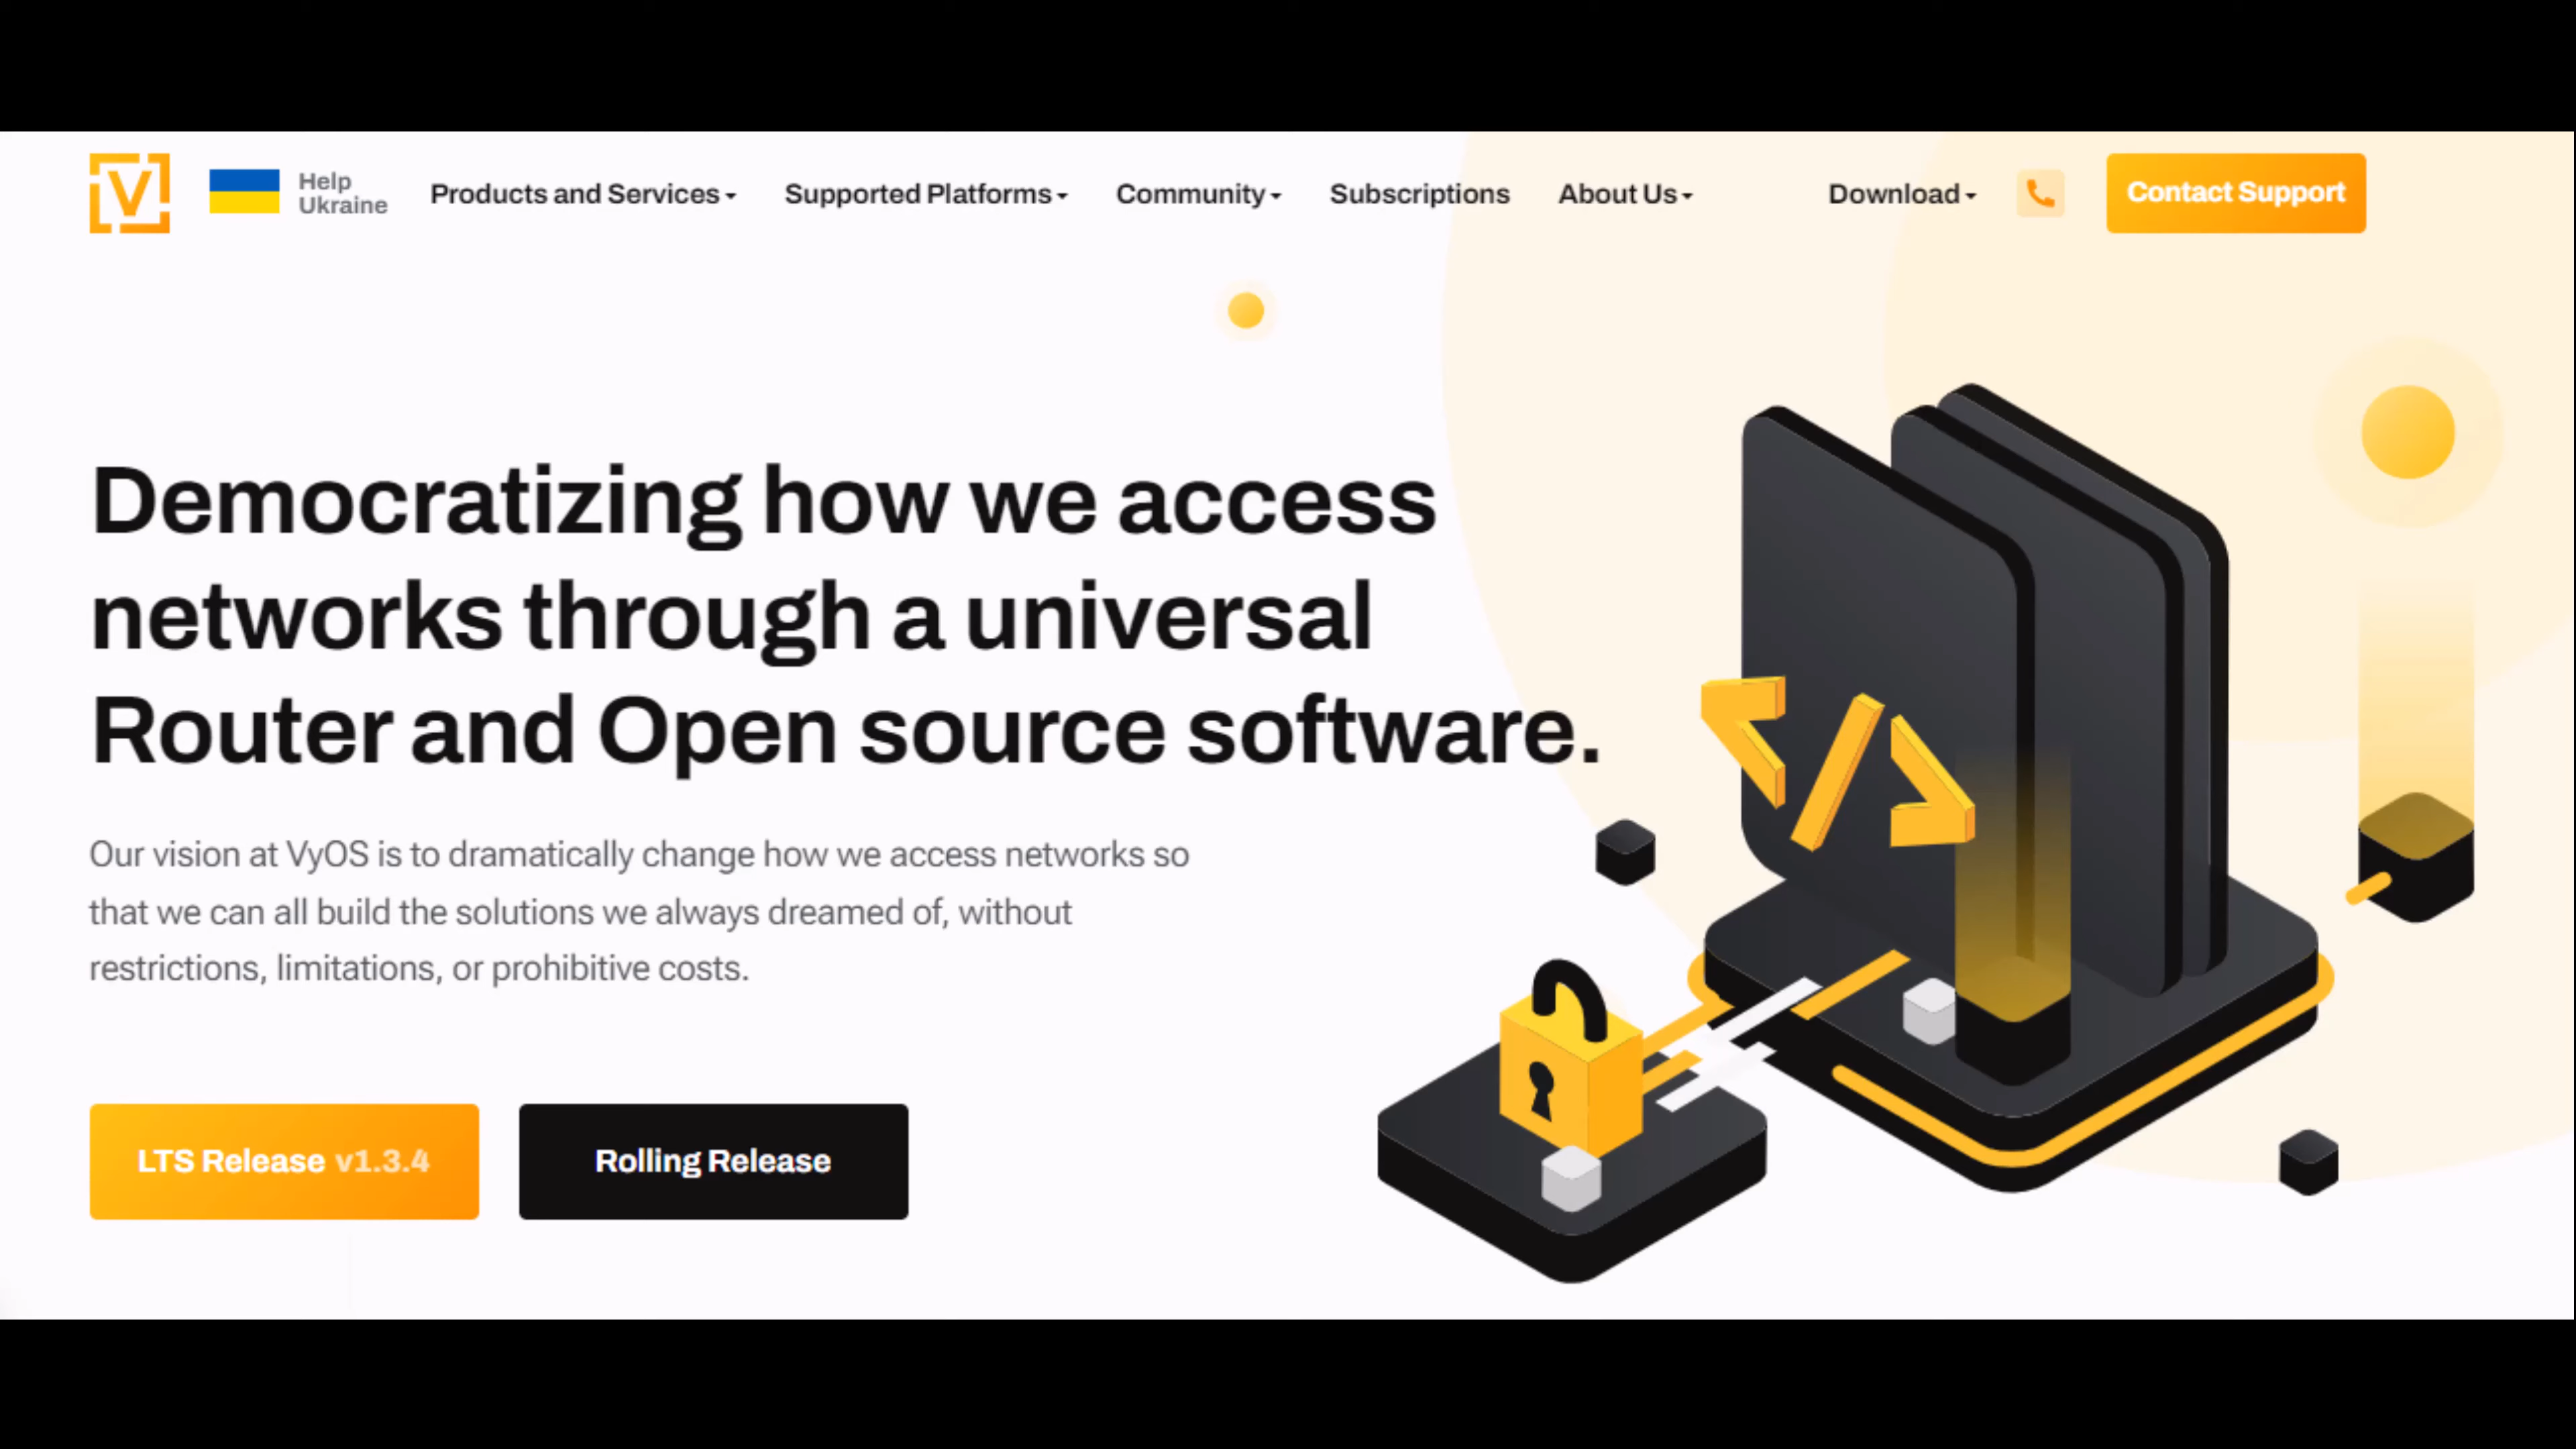 V
Help
Ukraine
Products and Services
Supported Platforms
Community
Subscriptions
About Us
Download
Contact Support
Democratizing how we access
networks through a universal
Router and Open source software.
Our vision at VyOS is to dramatically change how we access networks so
that we can all build the solutions we always dreamed of, without
restrictions, limitations, or prohibitive costs.
</>
LTS Release v1.3.4
Rolling Release